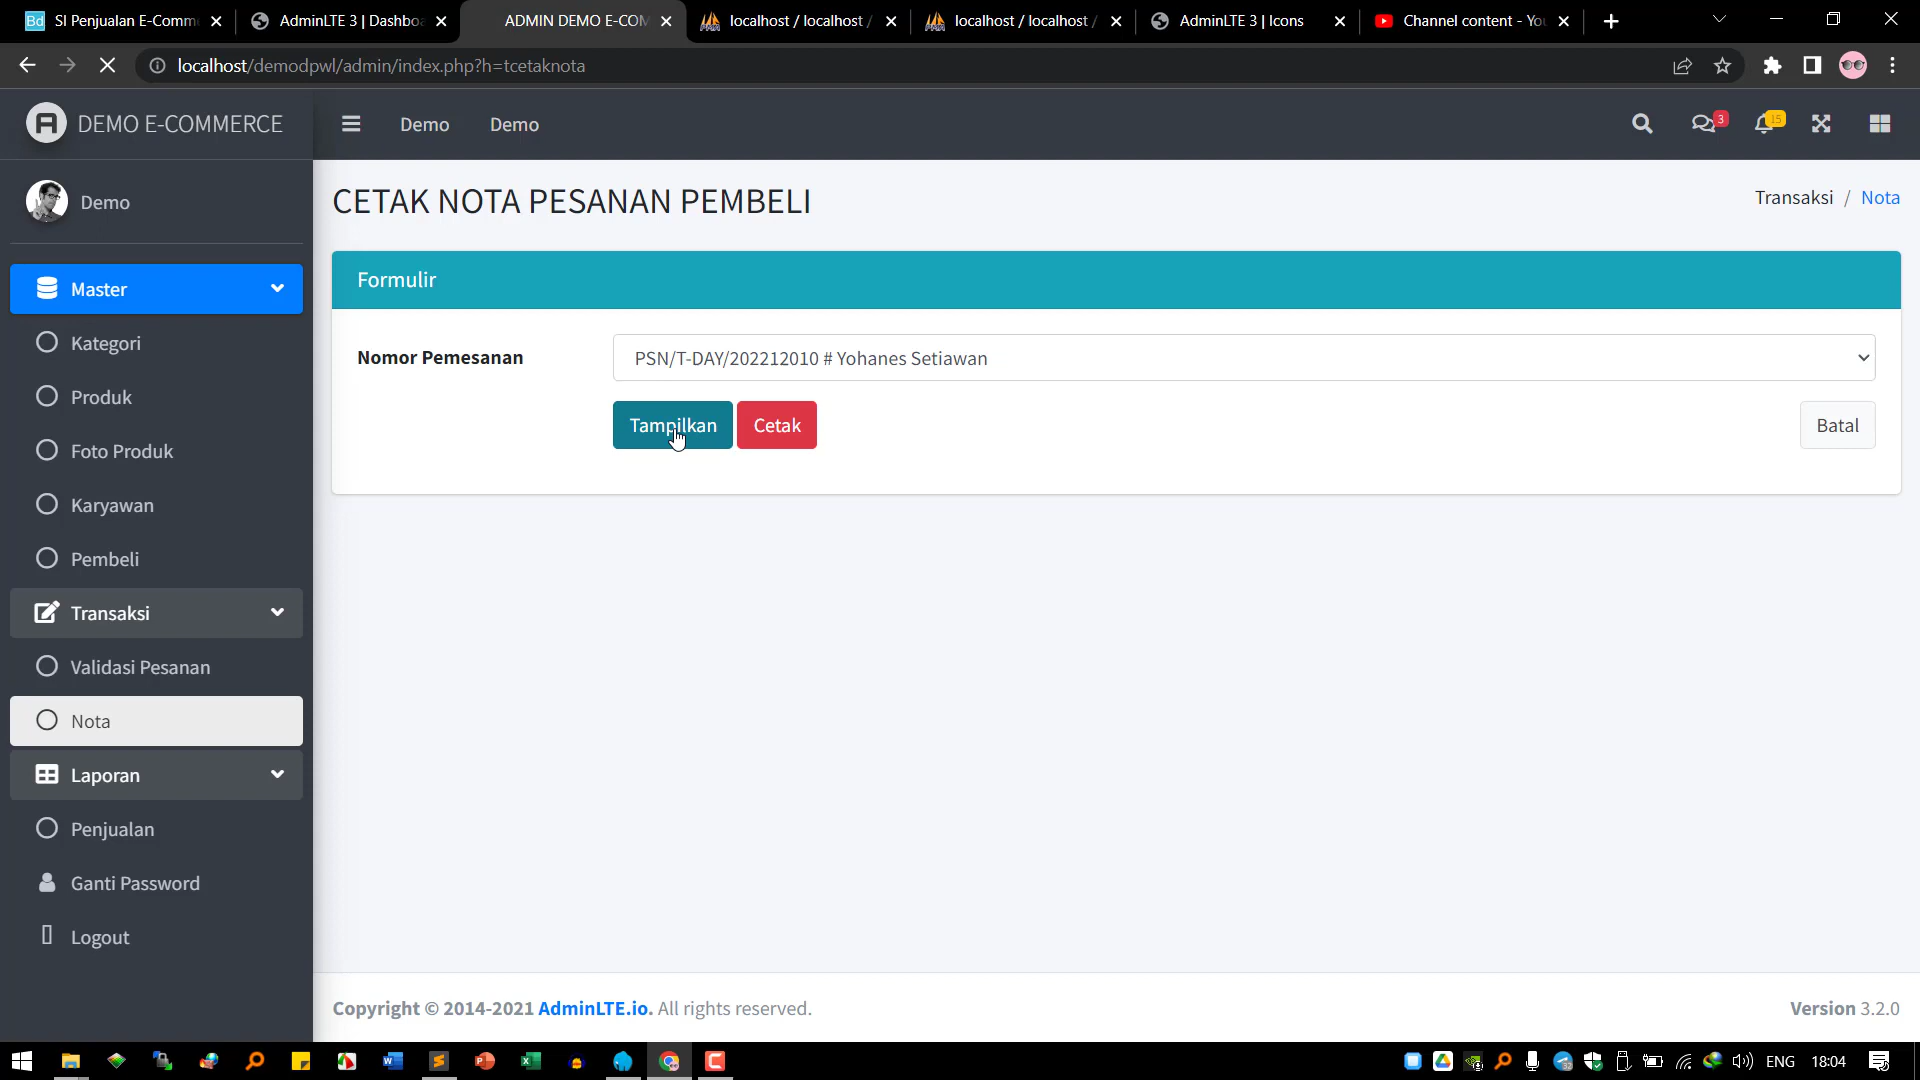 SI Penjualan E-Comm
AdminLTE 3 | Dashbo
ADMIN DEMO E-COM
localhost / localhost /
localhost / localhost /
AdminLTE 3 | Icons
Channel content - Yo
localhost/demodpwl/admin/index.php?h=tcetaknota
DEMO E-COMMERCE
Demo
Demo
3
15
Demo
CETAK NOTA PESANAN PEMBELI
Transaksi / Nota
Master
Formulir
Kategori
Nomor Pemesanan
PSN/T-DAY/202212010 # Yohanes Setiawan
Produk
Tampilkan
Cetak
Batal
Foto Produk
Karyawan
Pembeli
Transaksi
Validasi Pesanan
Nota
Laporan
Penjualan
Ganti Password
Logout
Copyright © 2014-2021 AdminLTE.io. All rights reserved.
Version 3.2.0
ENG
18:04